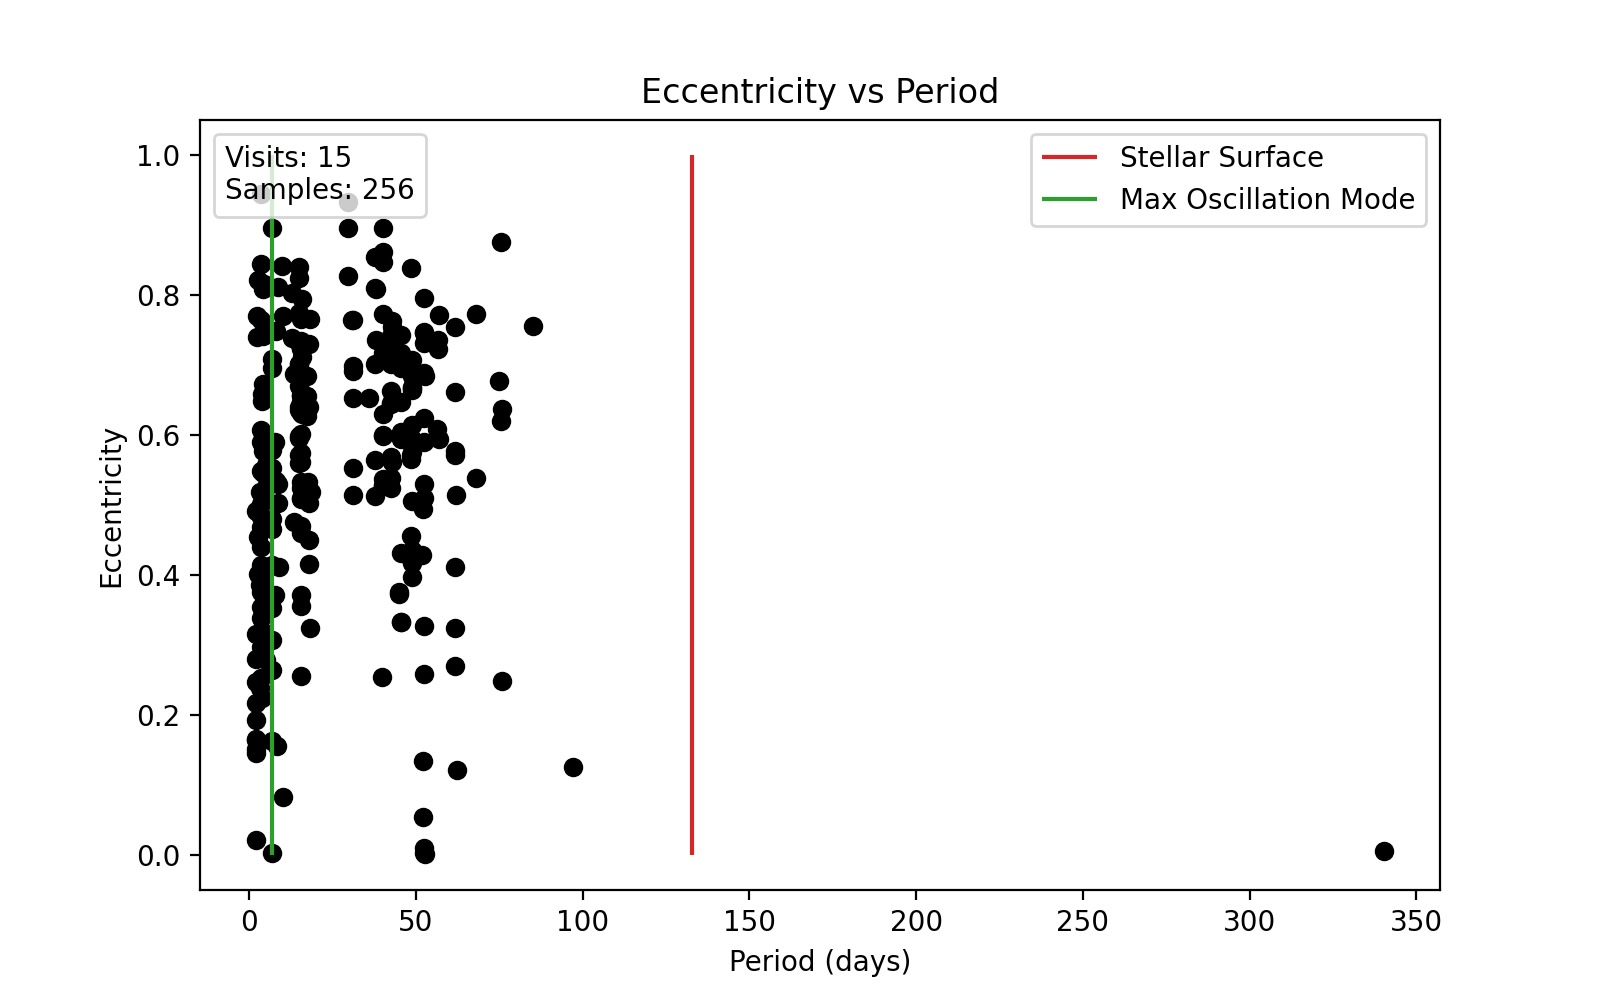 Eccentricity vs Period
Visits: 15
Samples: 256
Stellar Surface
Max Oscillation Mode
1.0
0.8
0.6
0.4
0.2
0.0
Eccentricity
0 50 100 150 200 250 300 350
Period (days)